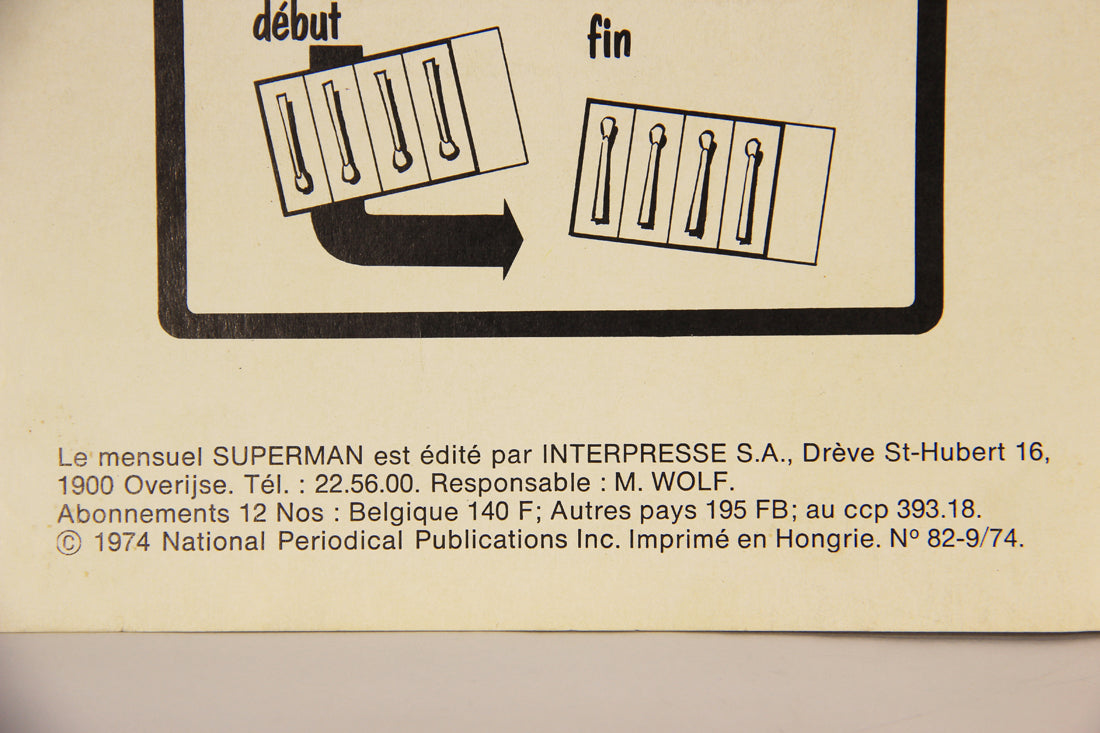 début
fin
Le mensuel SUPERMAN est édité par INTERPRESSE S.A., Drève St-Hubert 16,
1900 Overijse. Tél. : 22.56.00. Responsable : M. WOLF.
Abonnements 12 Nos : Belgique 140 F; Autres pays 195 FB; au ccp 393.18.
© 1974 National Periodical Publications Inc. Imprimé en Hongrie. Nº 82-9/74.